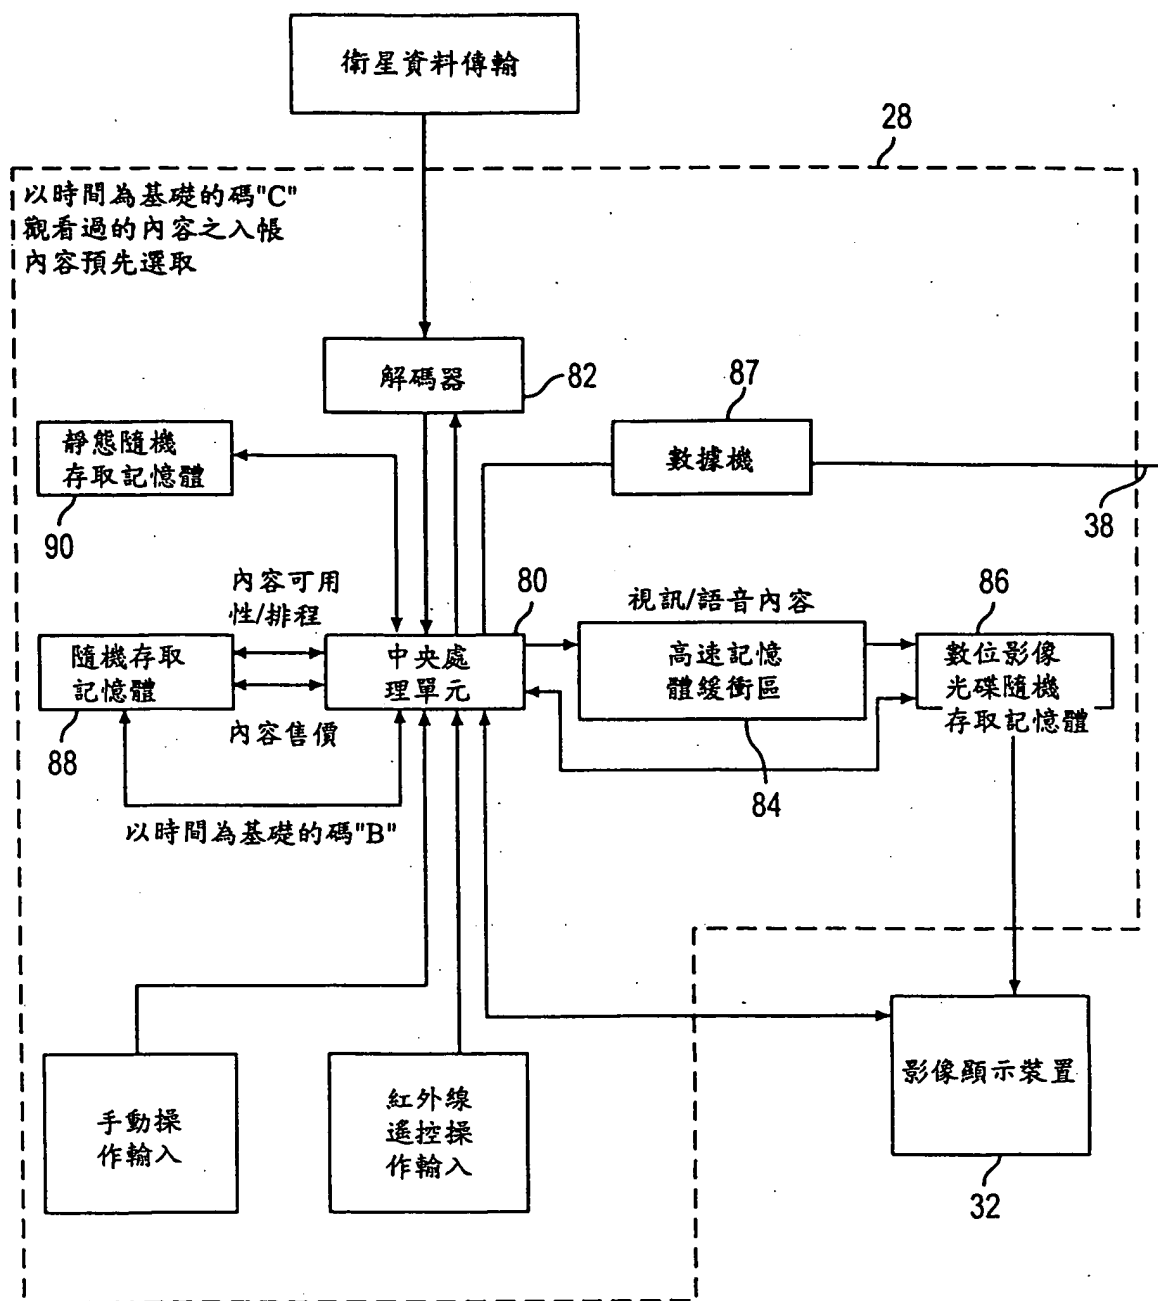 衛星資料傳輸
28
以時間為基礎的碼"C"
觀看過的內容之入帳
內容預先選取
解碼器
82
87
數據機
38
靜態隨機
存取記憶體
90
內容可用
性/排程
80
視訊/語音內容
86
隨機存取
記憶體
88
中央處
理單元
高速記憶
體緩衝區
84
數位影像
光碟隨機
存取記憶體
內容售價
以時間為基礎的碼"B"
手動操
作輸入
紅外線
遙控操
作輸入
影像顯示裝置
32